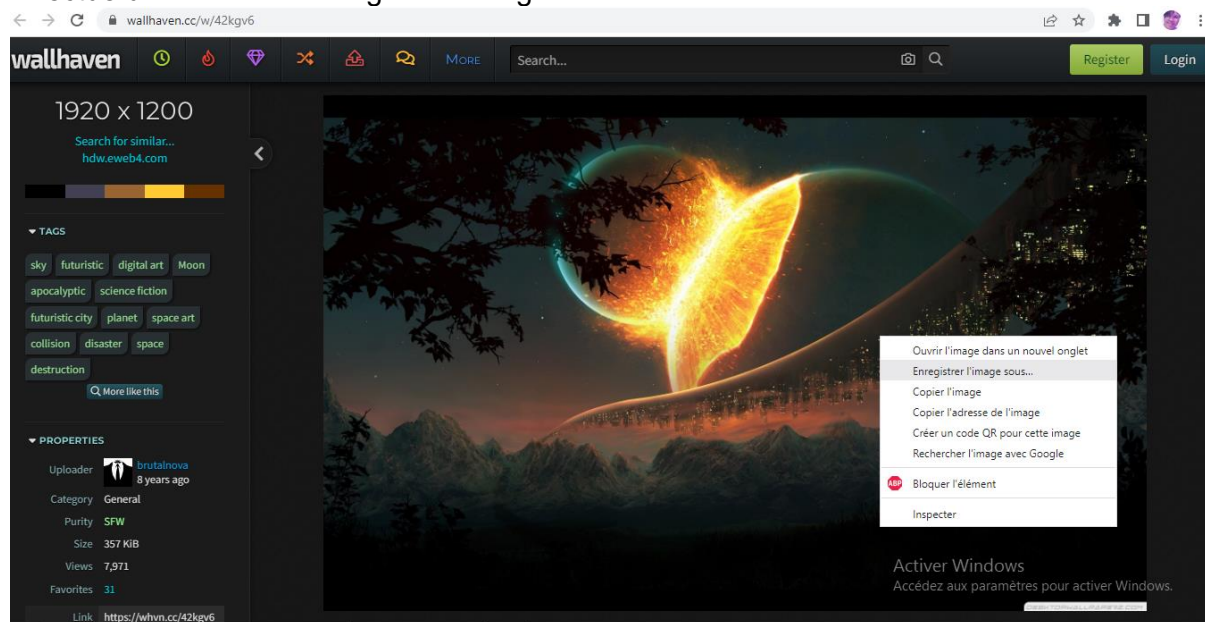 wallhaven.cc/w/42kgv6
wallhaven
MORE
Search...
Register
Login
1920 x 1200
Search for similar...
hdw.eweb4.com
TAGS
sky futuristic digital art Moon
apocalyptic science fiction
futuristic city planet space art
collision disaster space
destruction
More like this
PROPERTIES
Uploader brutalnova
8 years ago
Category General
Purity SFW
Size 357 KiB
Views 7,971
Favorites 31
Link https://whvn.cc/42kgv6
Ouvrir l'image dans un nouvel onglet
Enregistrer l'image sous...
Copier l'image
Copier l'adresse de l'image
Créer un code QR pour cette image
Rechercher l'image avec Google
ABP Bloquer l'élément
Inspecter
Activer Windows
Accédez aux paramètres pour activer Windows.